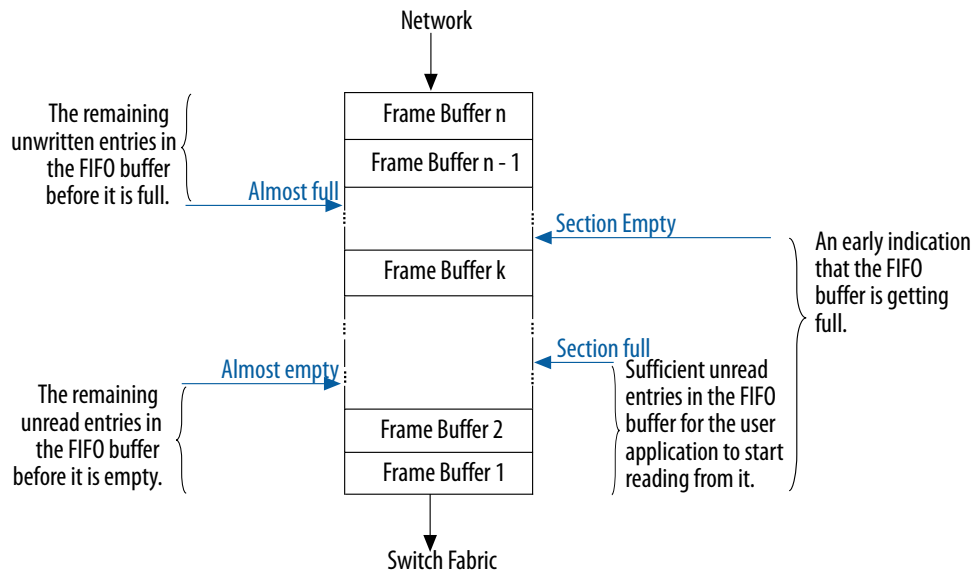 Network
The remaining
unwritten entries in
the FIFO buffer
before it is full.
Frame Buffer n
Frame Buffer n - 1
Almost full
Section Empty
An early indication
that the FIFO
buffer is getting
full.
Frame Buffer k
Section full
Almost empty
The remaining
unread entries in
the FIFO buffer
before it is empty.
Sufficient unread
entries in the FIFO
buffer for the user
application to start
reading from it.
Frame Buffer 2
Frame Buffer 1
Switch Fabric